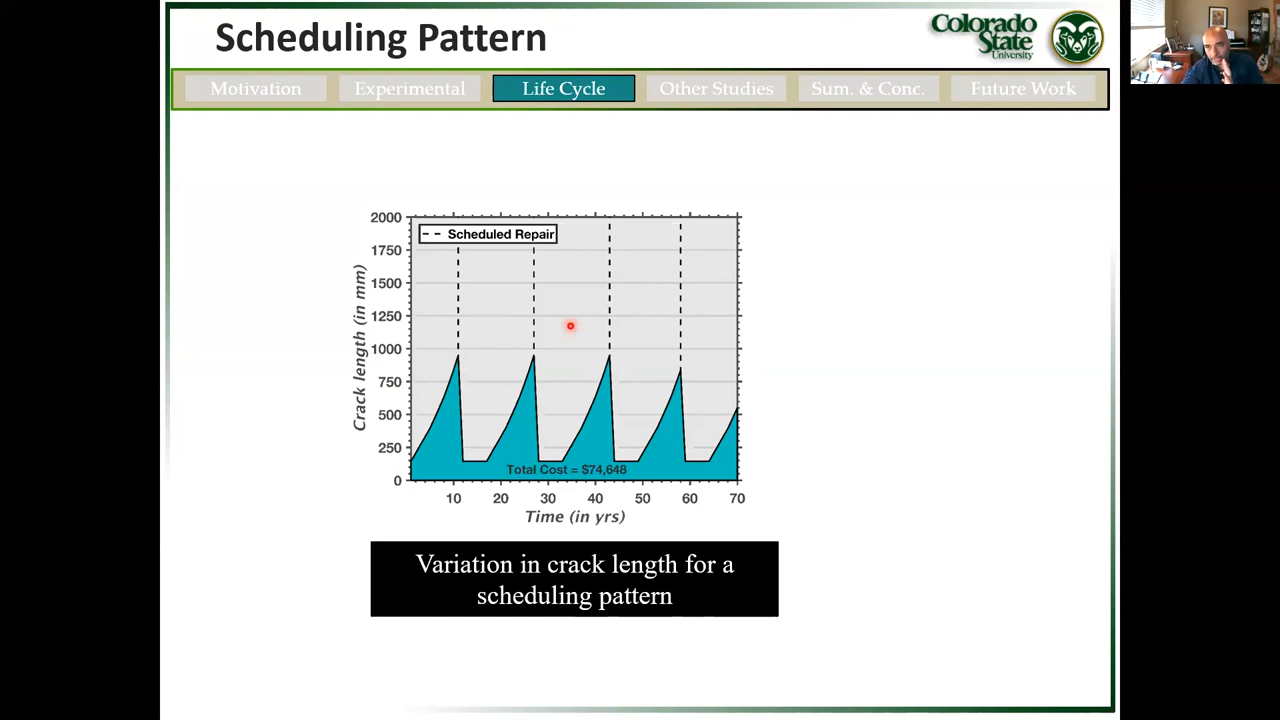 Scheduling Pattern
Colorado
State
University
Motivation
Experimental
Life Cycle
Other Studies
Sum. & Conc.
Future Work
2000
1750
1500
1250
1000
750
500
250
0
Crack length (in mm)
Scheduled Repair
Total Cost = $74,648
10 20 30 40 50 60 70
Time (in yrs)
Variation in crack length for a
scheduling pattern